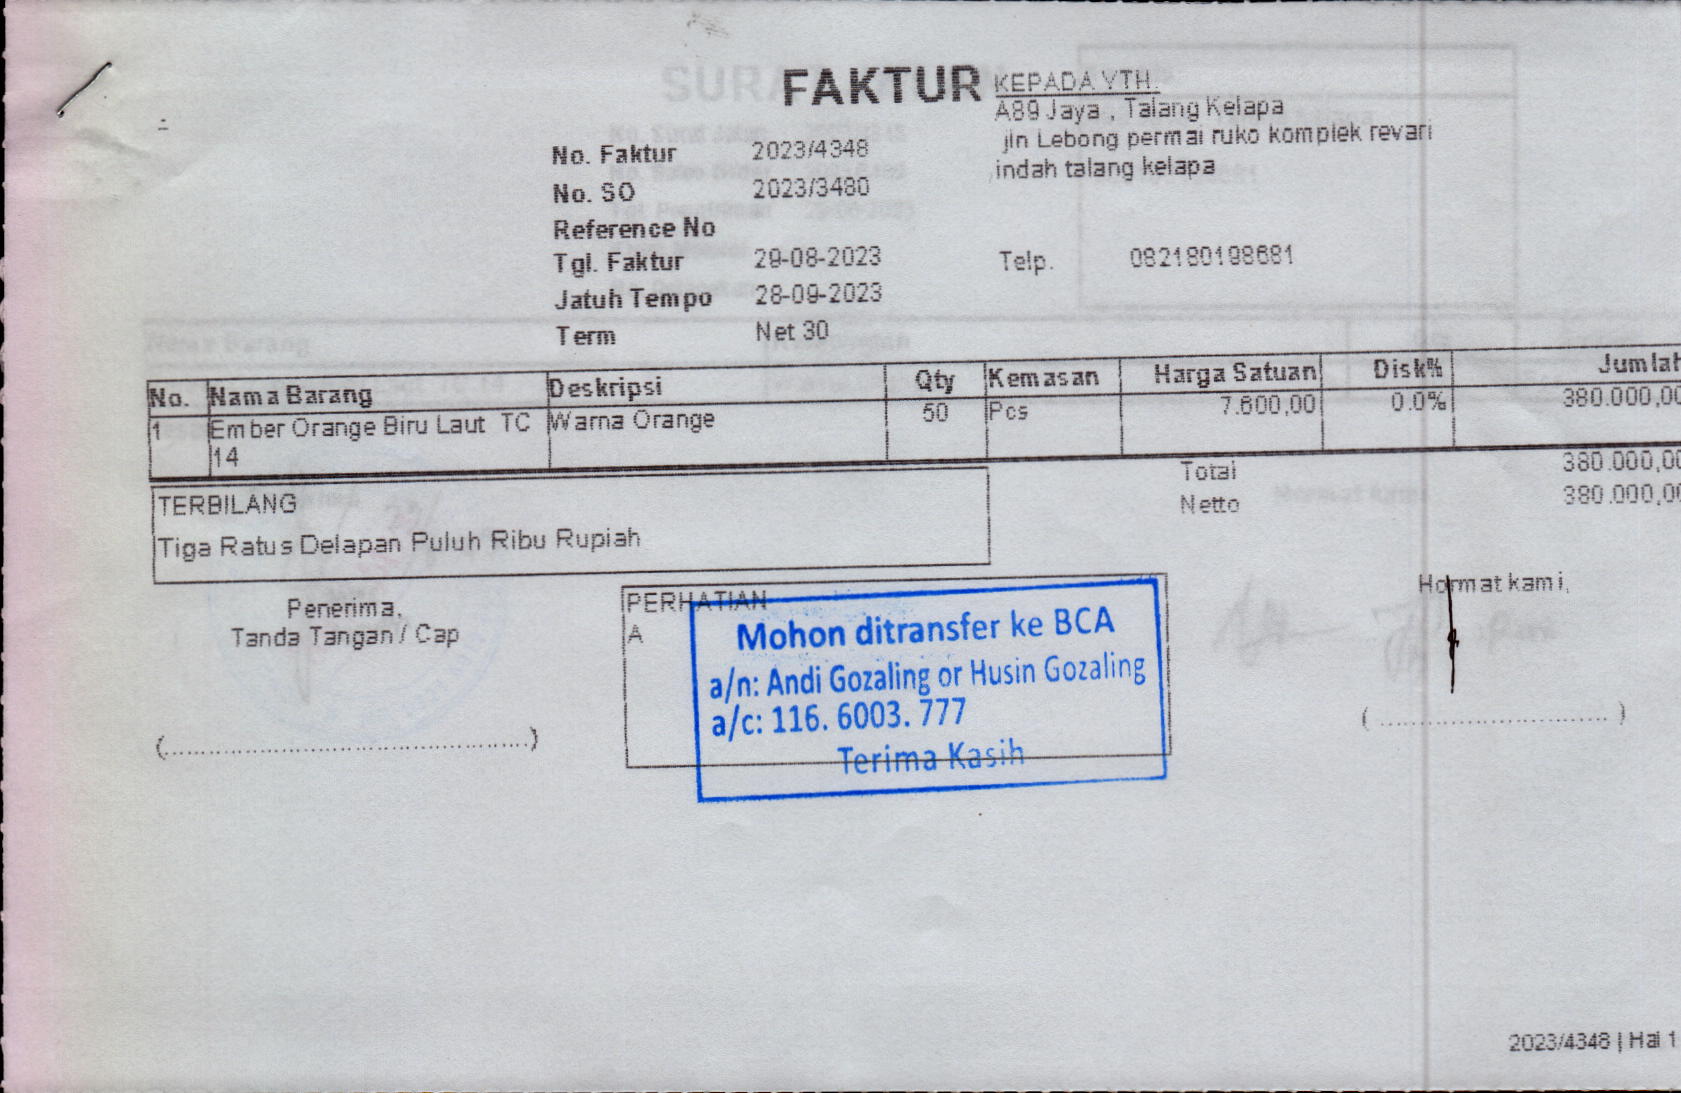 FAKTUR
KEPADA YTH.
A89 Jaya , Talang Kelapa
jln Lebong permai ruko komplek revari
indah talang kelapa
Telp. 082180198681
No. Faktur 2023/4348
No. SO 2023/3480
Reference No
Tgl. Faktur 29-08-2023
Jatuh Tempo 28-09-2023
Term Net 30
No. Nama Barang Deskripsi Qty Kemasan Harga Satuan Disk% Jumlah
1 Ember Orange Biru Laut TC Warna Orange 50 Pcs 7.600,00 0.0% 380.000,00
14
Total 380.000,00
Netto 380.000,00
TERBILANG
Tiga Ratus Delapan Puluh Ribu Rupiah
Penerima,
Tanda Tangan / Cap
(................................................)
PERHATIAN
A
Mohon ditransfer ke BCA
a/n: Andi Gozaling or Husin Gozaling
a/c: 116. 6003. 777
Terima Kasih
Hormat kami,
( .............................. )
2023/4348 | Hal 1